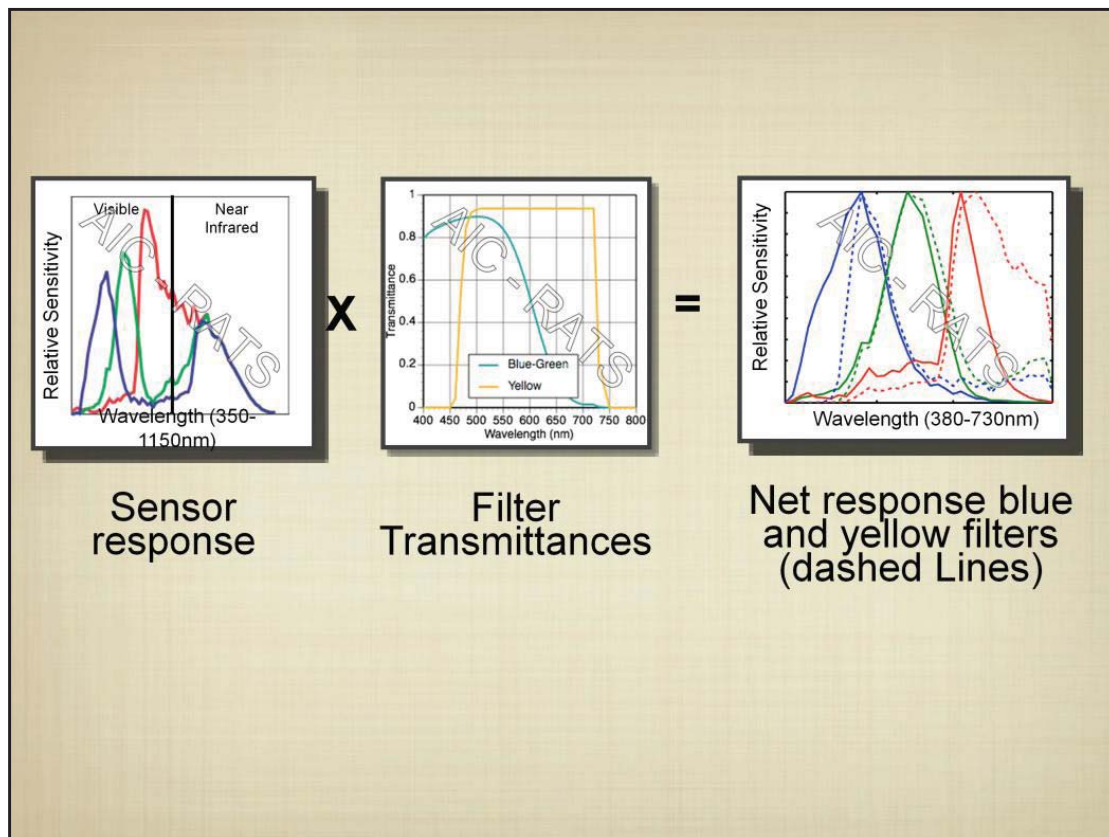 Visible
Near
Infrared
Relative Sensitivity
Wavelength (350-
1150nm)
AIC - RATS
X
1
0.8
0.6
0.4
0.2
0
Transmittance
Blue-Green
Yellow
400 450 500 550 600 650 700 750 800
Wavelength (nm)
AIC - RATS
=
Relative Sensitivity
Wavelength (380-730nm)
AIC - RATS
Sensor
response
Filter
Transmittances
Net response blue
and yellow filters
(dashed Lines)